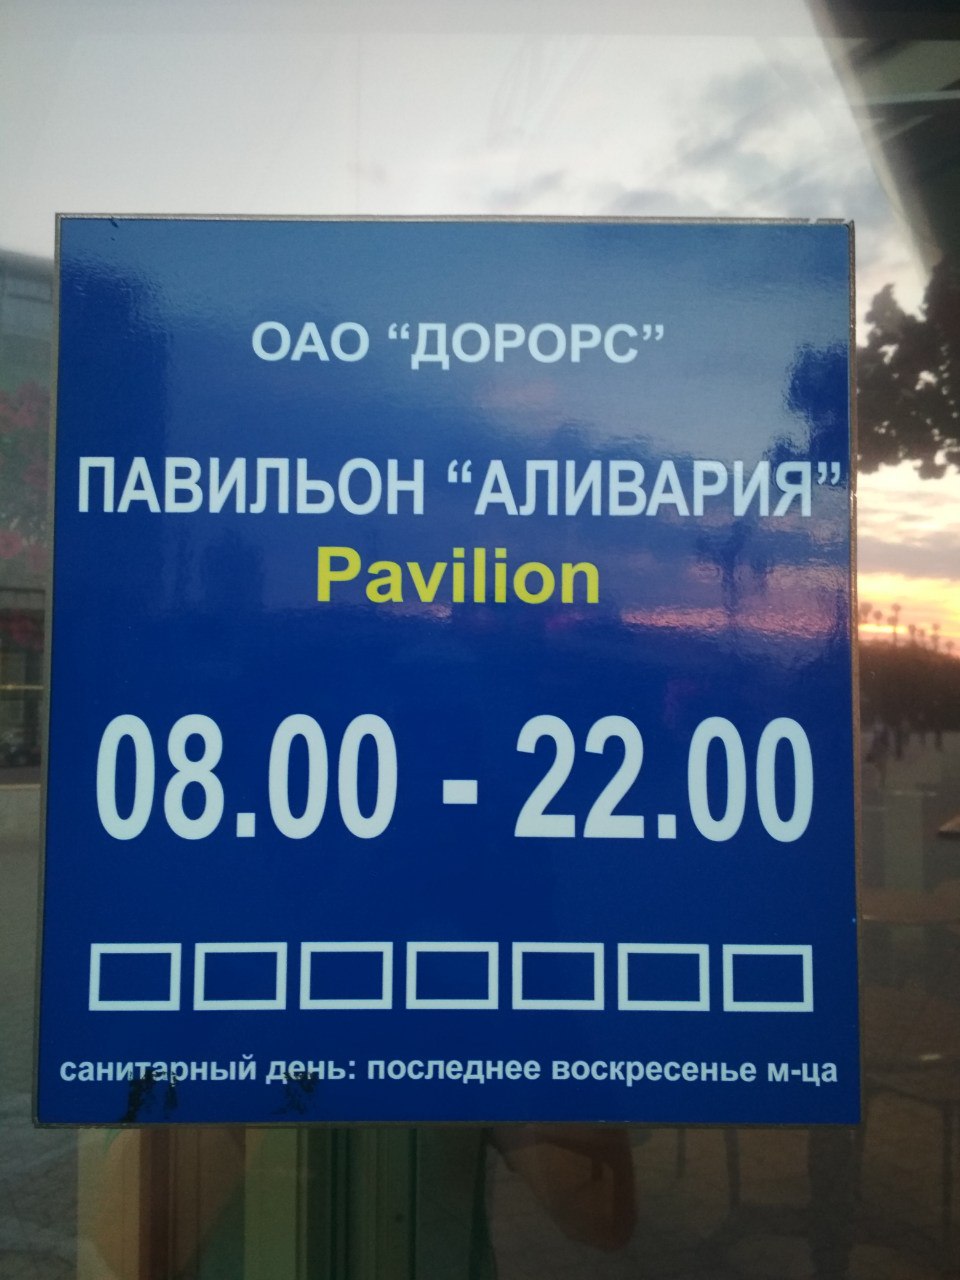 ОАО “ДОРОРС”
ПАВИЛЬОН “АЛИВАРИЯ”
Pavilion
08.00 - 22.00
санитарный день: последнее воскресенье м-ца